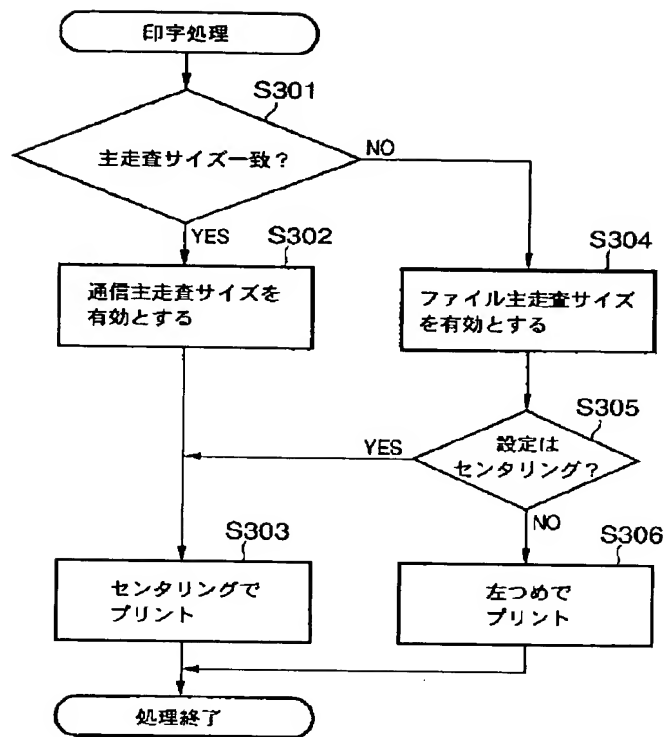 印字処理
S301
主走査サイズ一致？
NO
YES
S302
通信主走査サイズを
有効とする
S304
ファイル主走査サイズ
を有効とする
S305
設定は
センタリング？
YES
NO
S303
センタリングで
プリント
S306
左つめで
プリント
処理終了